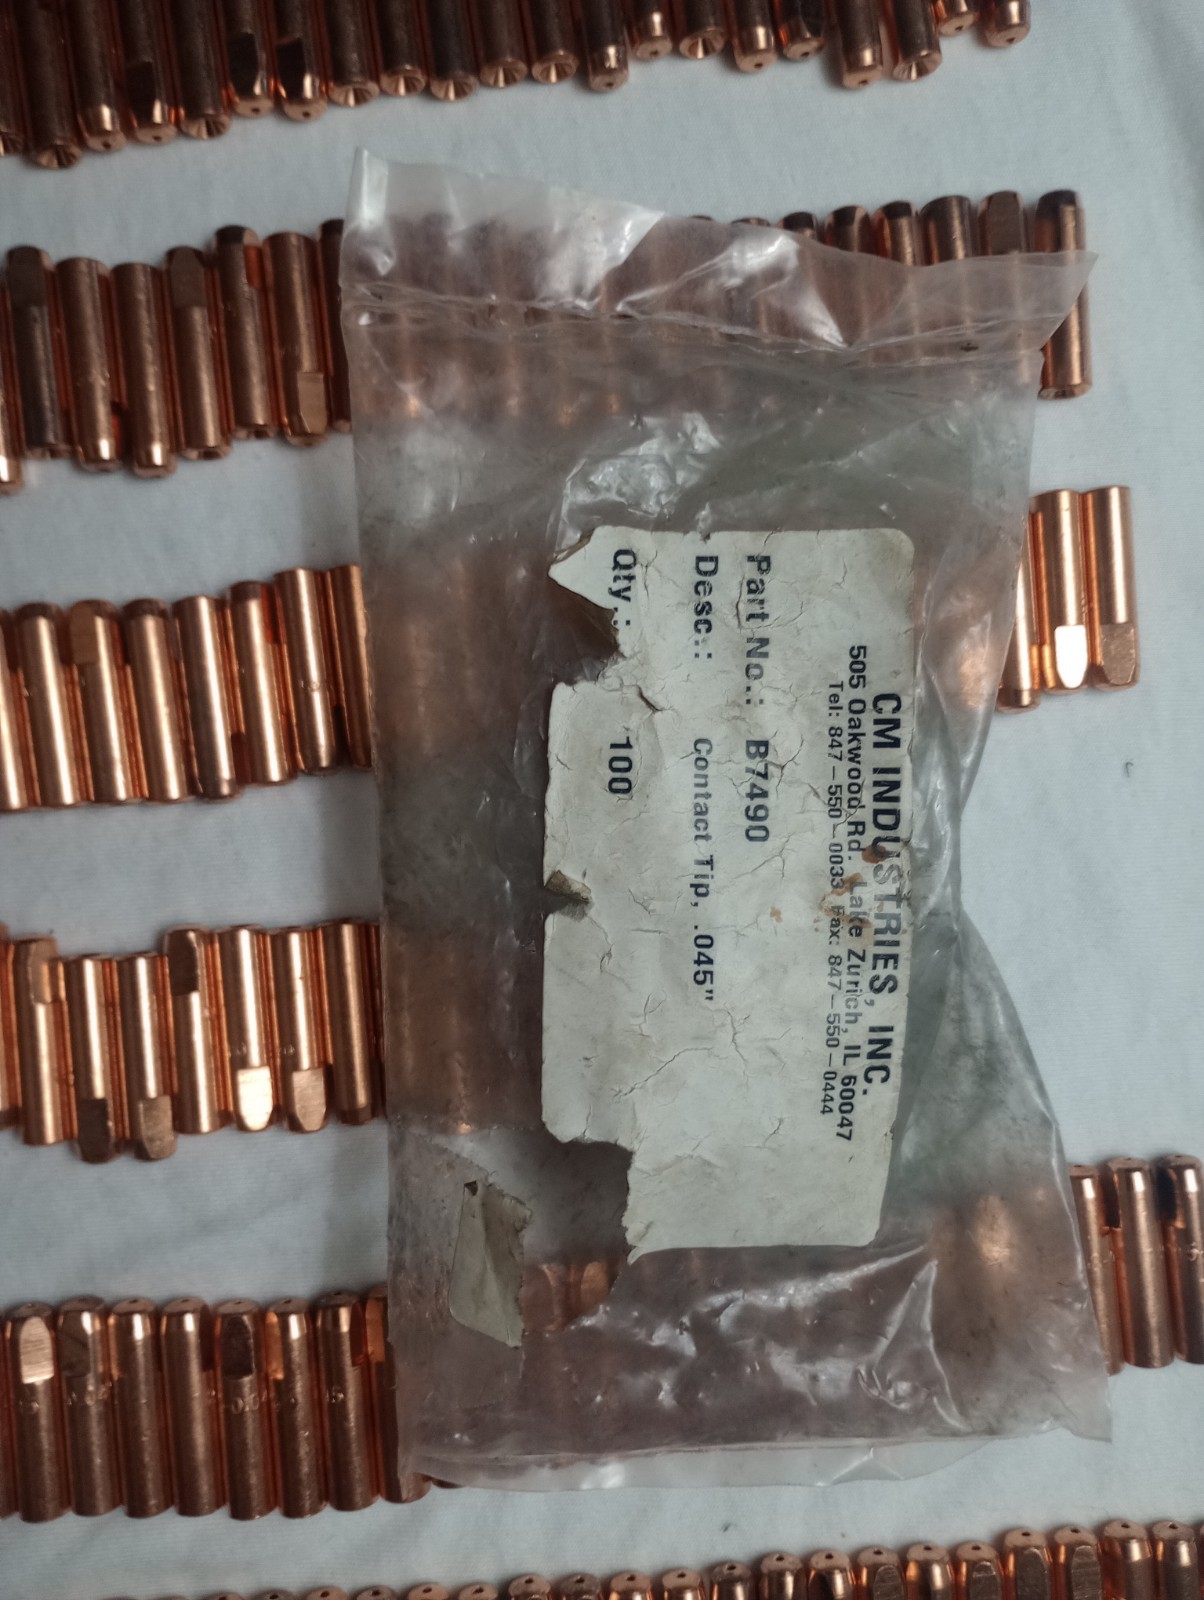 CM INDUSTRIES, INC.
505 Oakwood Rd. Lake Zurich, IL 60047
Tel: 847-550-0033 Fax: 847-550-0444
Part No.: B7490
Desc.: Contact Tip, .045"
Qty.: 100